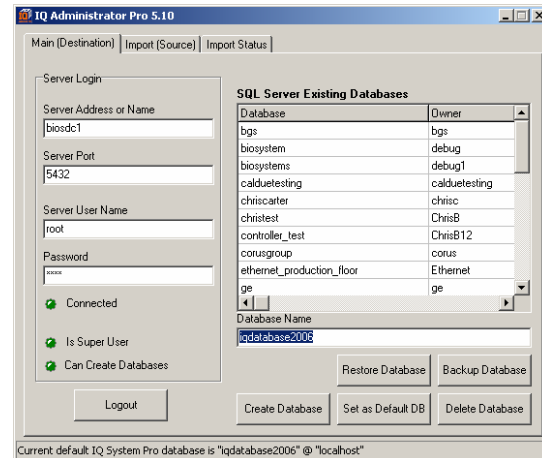 IQ Administrator Pro 5.10
Main (Destination) Import (Source) Import Status
Server Login
Server Address or Name
biosdc1
Server Port
5432
Server User Name
root
Password
xxxx
Connected
Is Super User
Can Create Databases
Logout
SQL Server Existing Databases
Database Owner
bgs bgs
biosystem debug
biosystems debug1
calduetesting calduetesting
chriscarter chrisc
christest ChrisB
controller_test ChrisB12
corusgroup corus
ethernet_production_floor Ethernet
ge ge
Database Name
iqdatabase2006
Restore Database Backup Database
Create Database Set as Default DB Delete Database
Current default IQ System Pro database is "iqdatabase2006" @ "localhost"